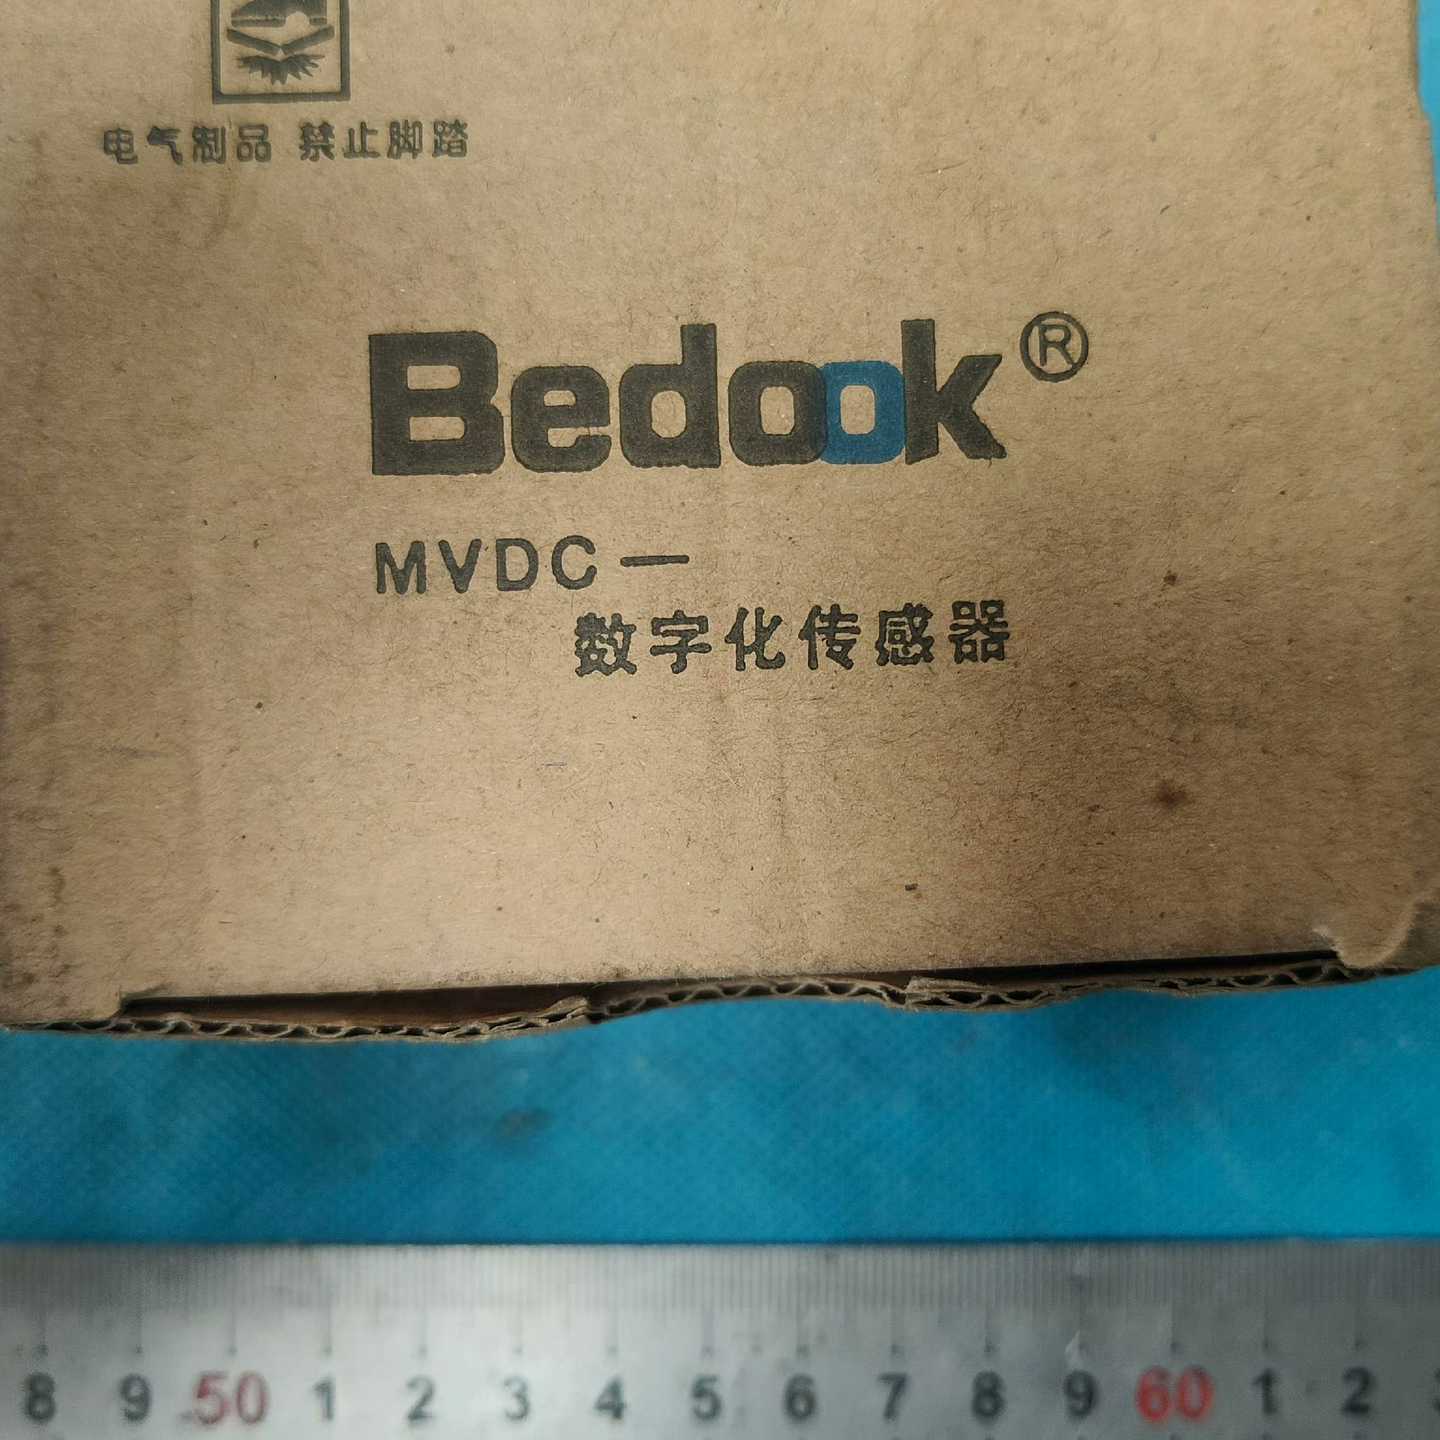 电气制品 禁止脚踏
Bedook®
MVDC—
数字化传感器
8 9 50 1 2 3 4 5 6 7 8 9 60 1 2